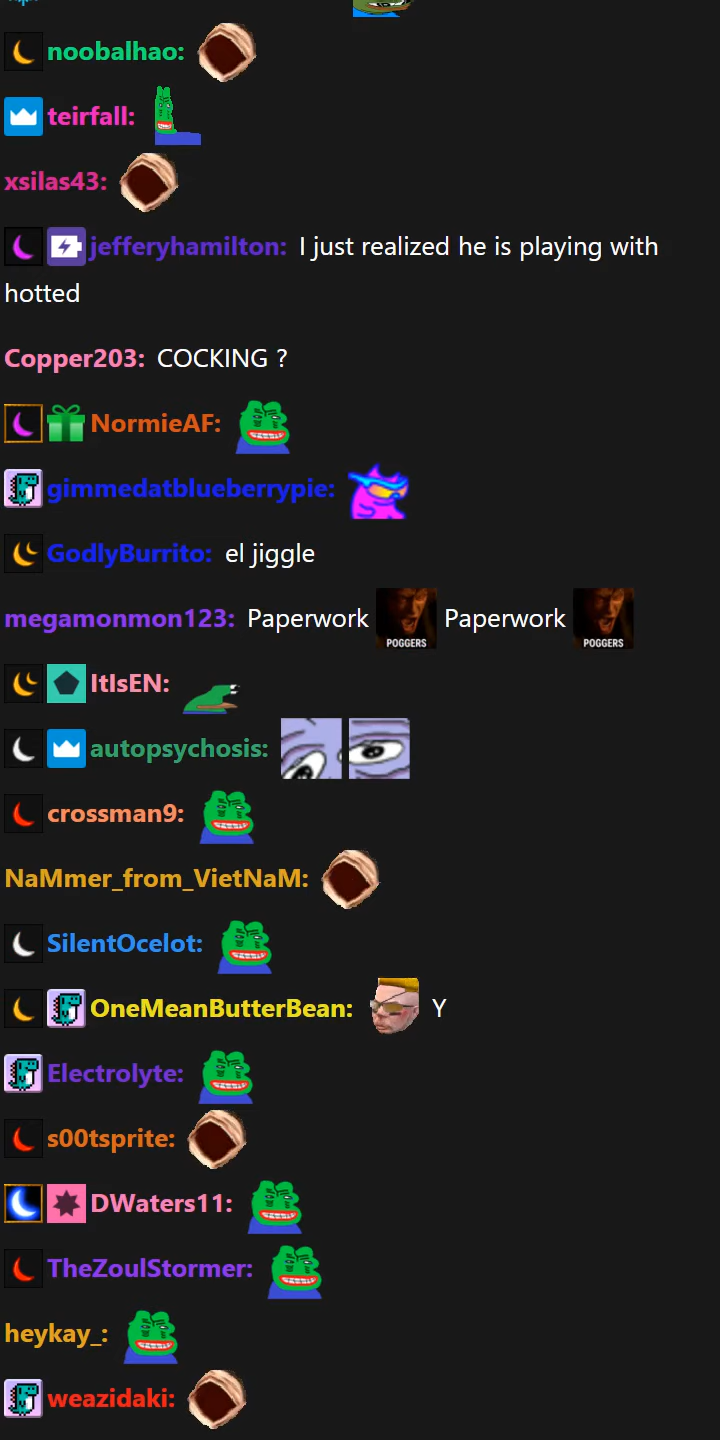 noobalhao:
teirfall:
xsilas43:
jefferyhamilton: I just realized he is playing with
hotted
Copper203: COCKING ?
NormieAF:
gimmedatblueberrypie:
GodlyBurrito: el jiggle
megamonmon123: Paperwork POGGERS Paperwork POGGERS
ItIsEN:
autopsychosis:
crossman9:
NaMmer_from_VietNaM:
SilentOcelot:
OneMeanButterBean: Y
Electrolyte:
s00tsprite:
DWaters11:
TheZoulStormer:
heykay_:
weazidaki: